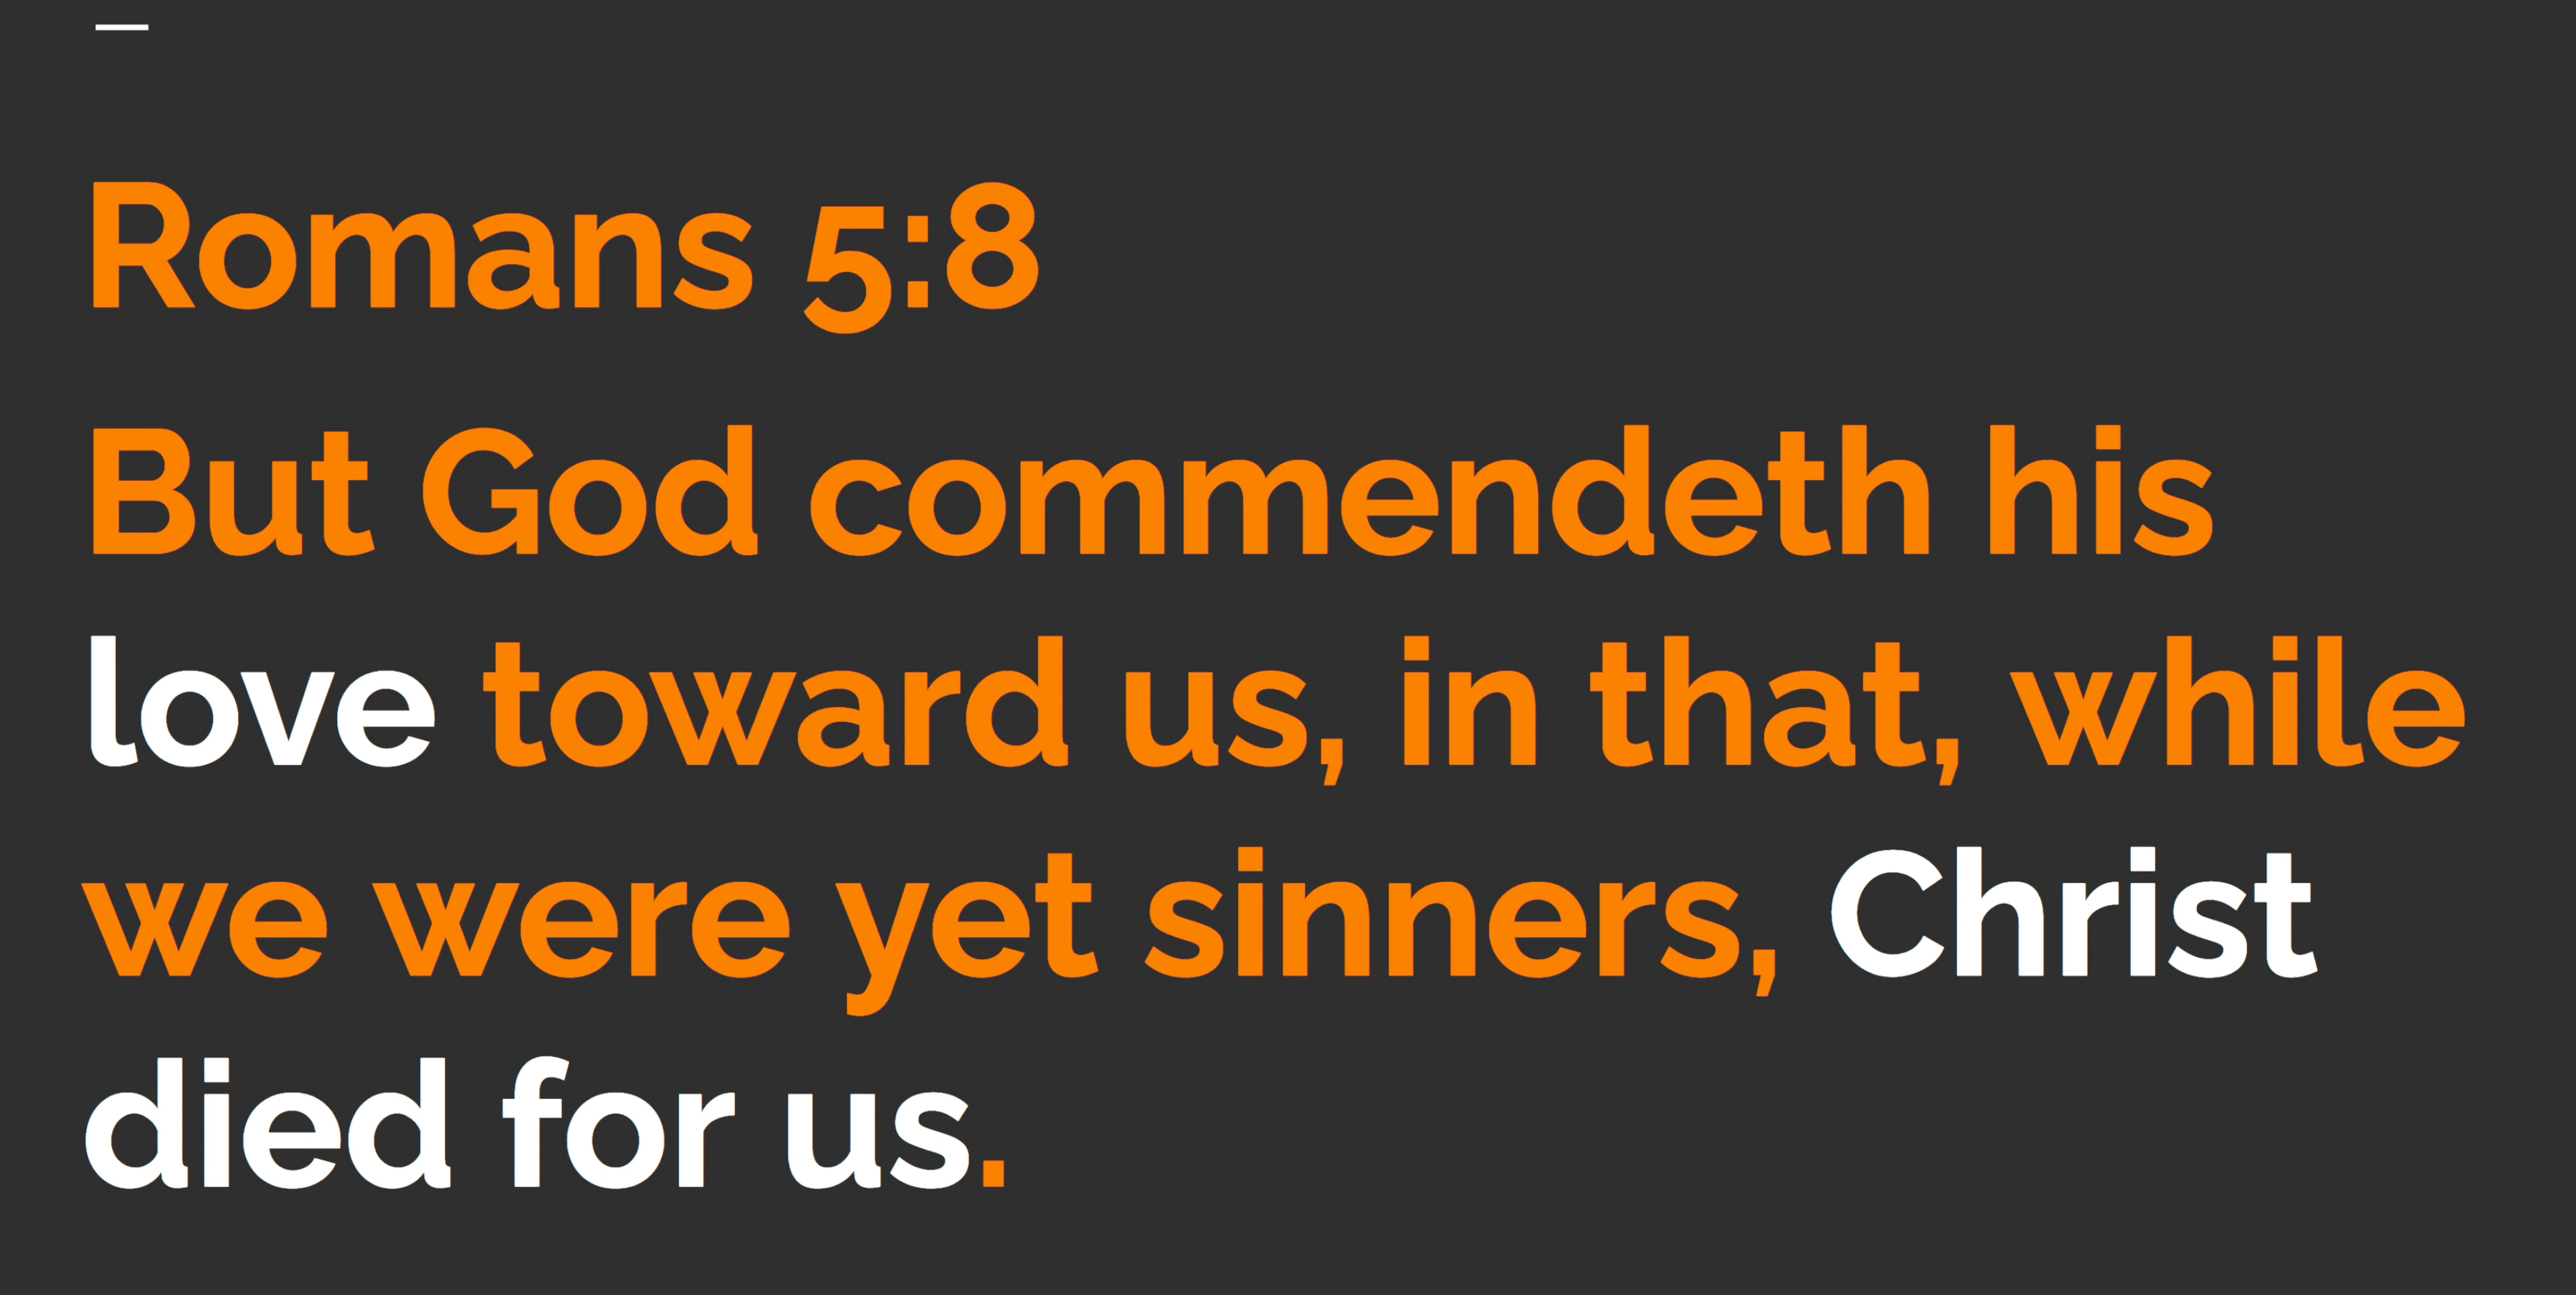 Romans 5:8
But God commendeth his
love toward us, in that, while
we were yet sinners, Christ
died for us.